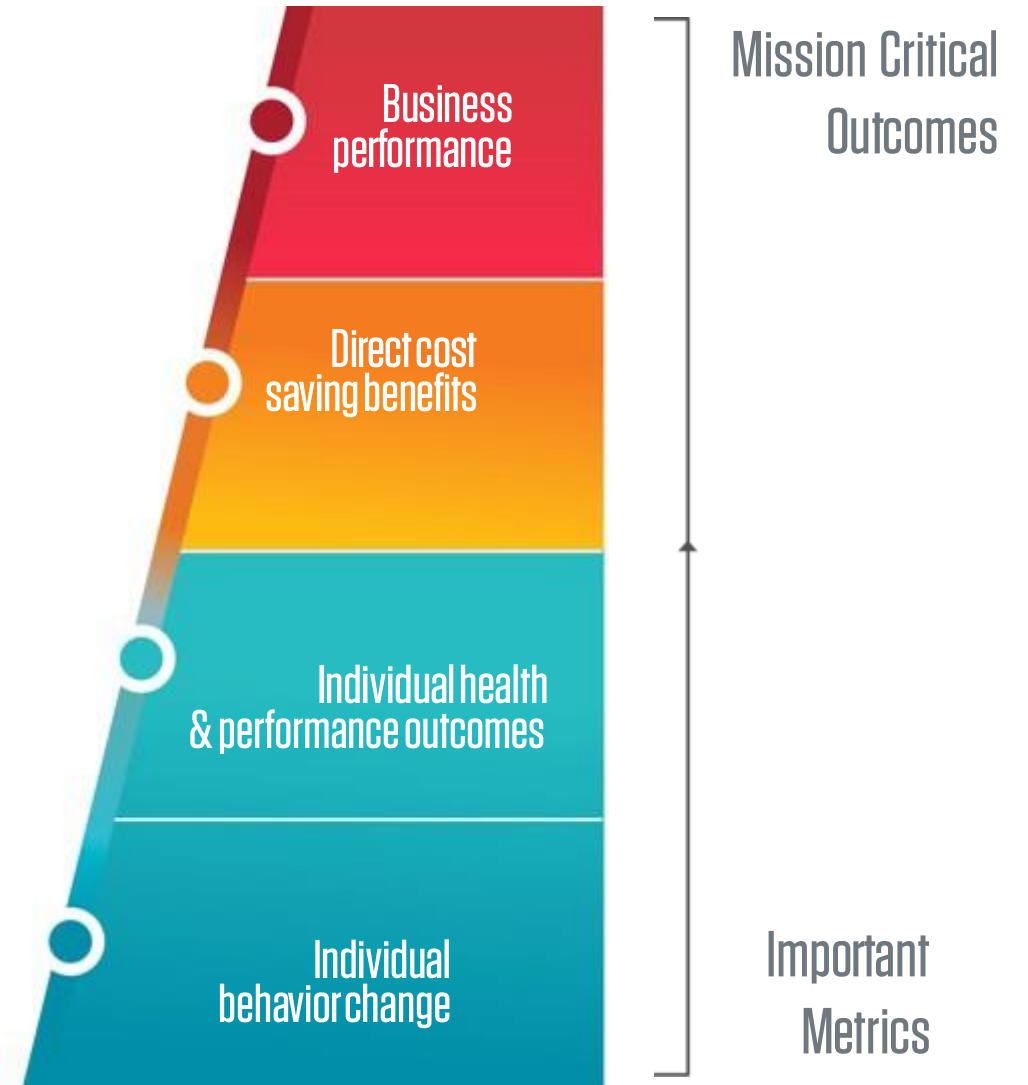 Business
performance
Mission Critical
Outcomes
Direct cost
saving benefits
Individual health
& performance outcomes
Individual
behavior change
Important
Metrics